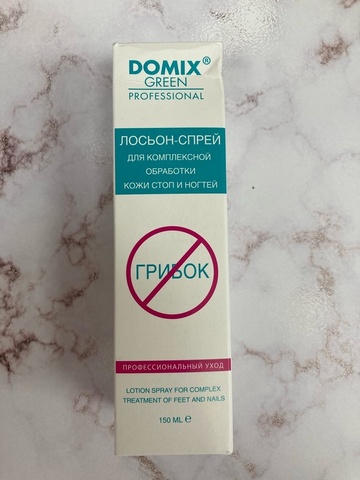 DOMIX®
GREEN
PROFESSIONAL
ЛОСЬОН-СПРЕЙ
ДЛЯ КОМПЛЕКСНОЙ
ОБРАБОТКИ
КОЖИ СТОП И НОГТЕЙ
ГРИБОК
ПРОФЕССИОНАЛЬНЫЙ УХОД
LOTION SPRAY FOR COMPLEX
TREATMENT OF FEET AND NAILS
150 ML ℮